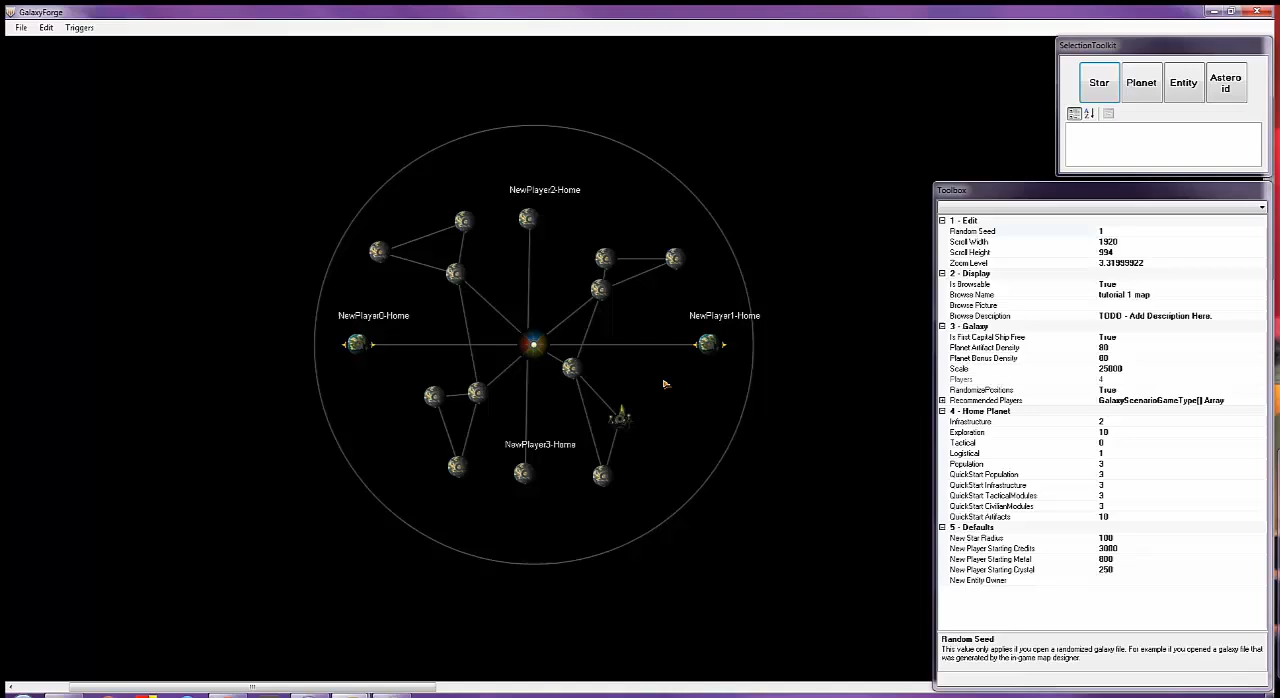 GalaxyForge
File Edit Triggers
SelectionToolkit
Star Planet Entity Astero
id
NewPlayer2-Home
NewPlayer0-Home
NewPlayer1-Home
NewPlayer3-Home
Toolbox
1 - Edit
Random Seed 1
Scroll Width 1920
Scroll Height 994
Zoom Level 3.31999922
2 - Display
Is Browsable True
Browse Name tutorial 1 map
Browse Picture
Browse Description TODO - Add Description Here.
3 - Galaxy
Is First Capital Ship Free True
Planet Artifact Density 80
Planet Bonus Density 80
Scale 25000
Players 4
RandomizePositions True
Recommended Players GalaxyScenarioGameType[] Array
4 - Home Planet
Infrastructure 2
Exploration 10
Tactical 0
Logistical 1
Population 3
QuickStart Population 3
QuickStart Infrastructure 3
QuickStart TacticalModules 3
QuickStart CivilianModules 3
QuickStart Artifacts 10
5 - Defaults
New Star Radius 100
New Player Starting Credits 3000
New Player Starting Metal 800
New Player Starting Crystal 250
New Entity Owner
Random Seed
This value only applies if you open a randomized galaxy file. For example if you opened a galaxy file that
was generated by the in-game map designer.